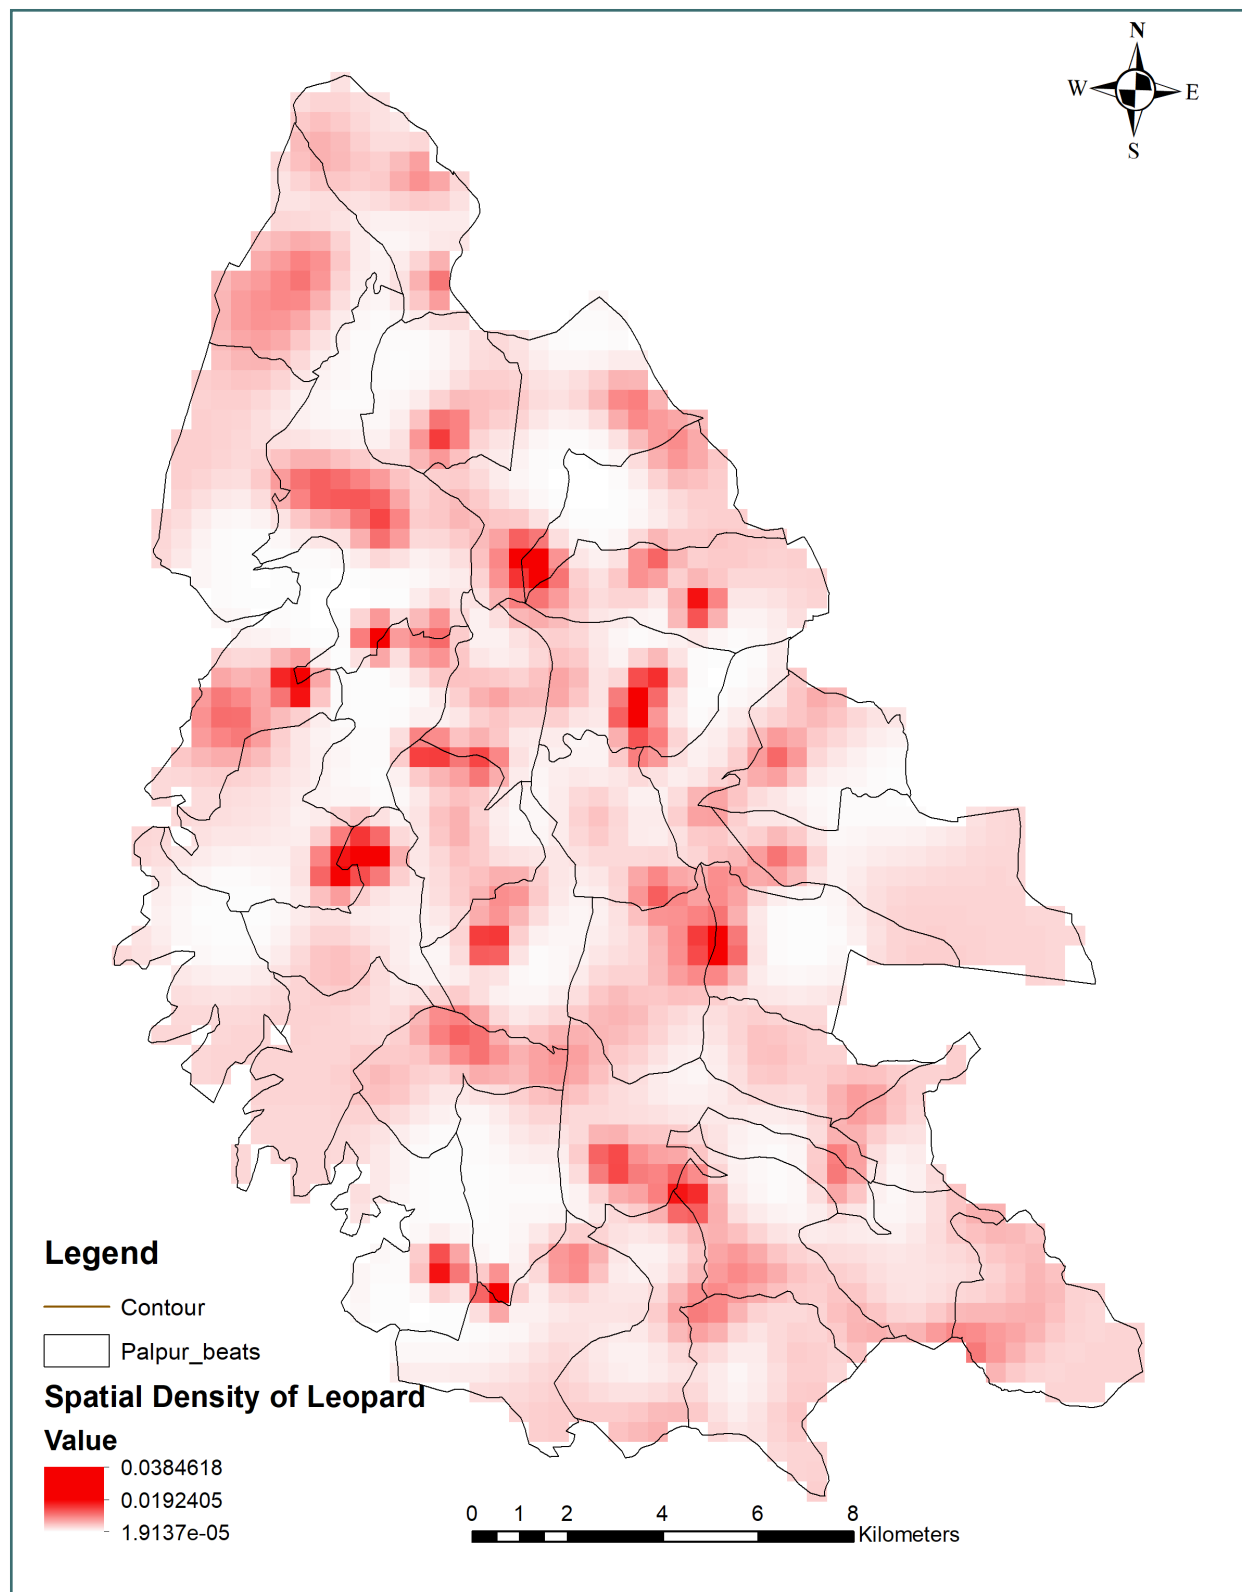 N
W E
S
Legend
Contour
Palpur_beats
Spatial Density of Leopard
Value
0.0384618
0.0192405
1.9137e-05
0 1 2 4 6 8
Kilometers